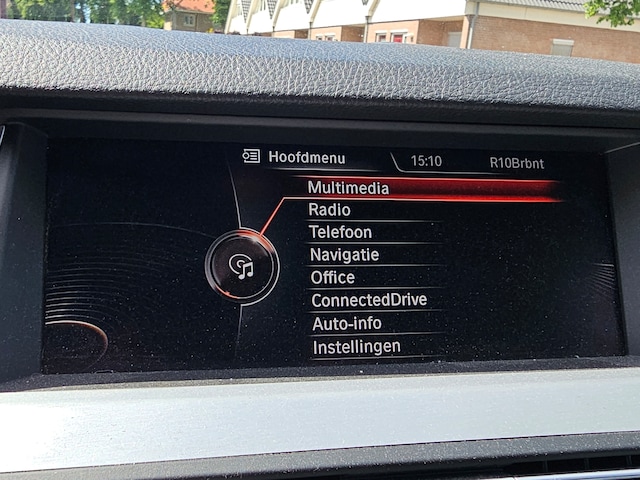 Hoofdmenu 15:10 R10Brbnt
Multimedia
Radio
Telefoon
Navigatie
Office
ConnectedDrive
Auto-info
Instellingen